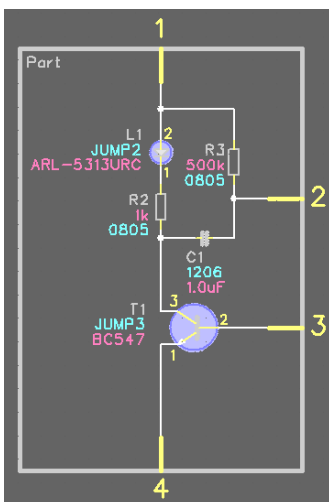 1
Part
L1
2
JUMP2
ARL-5313URC
1
R3
500k
0805
R2
1k
0805
2
C1
1206
1.0uF
T1
3
JUMP3
2
3
BC547
1
4